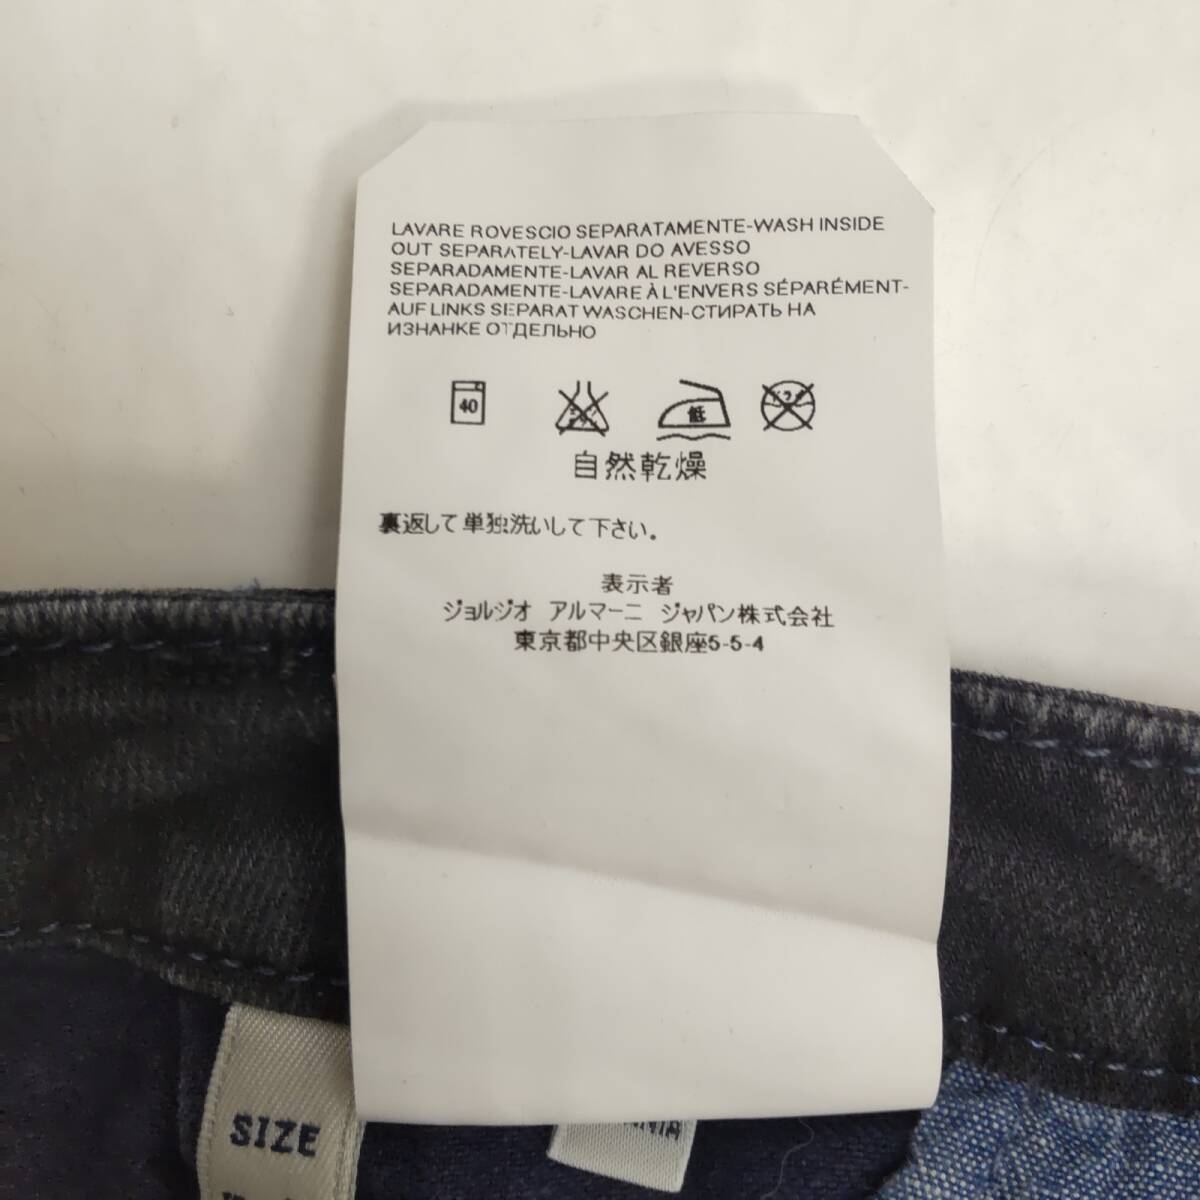 LAVARE ROVESCIO SEPARATAMENTE-WASH INSIDE
OUT SEPARATELY-LAVAR DO AVESSO
SEPARADAMENTE-LAVAR AL REVERSO
SEPARADAMENTE-LAVARE À L'ENVERS SÉPARÉMENT-
AUF LINKS SEPARAT WASCHEN-СТИРАТЬ НА
ИЗНАНКЕ ОТДЕЛЬНО
40
低
自然乾燥
裏返して単独洗いして下さい。
表示者
ジョルジオ アルマーニ ジャパン株式会社
東京都中央区銀座5-5-4
SIZE